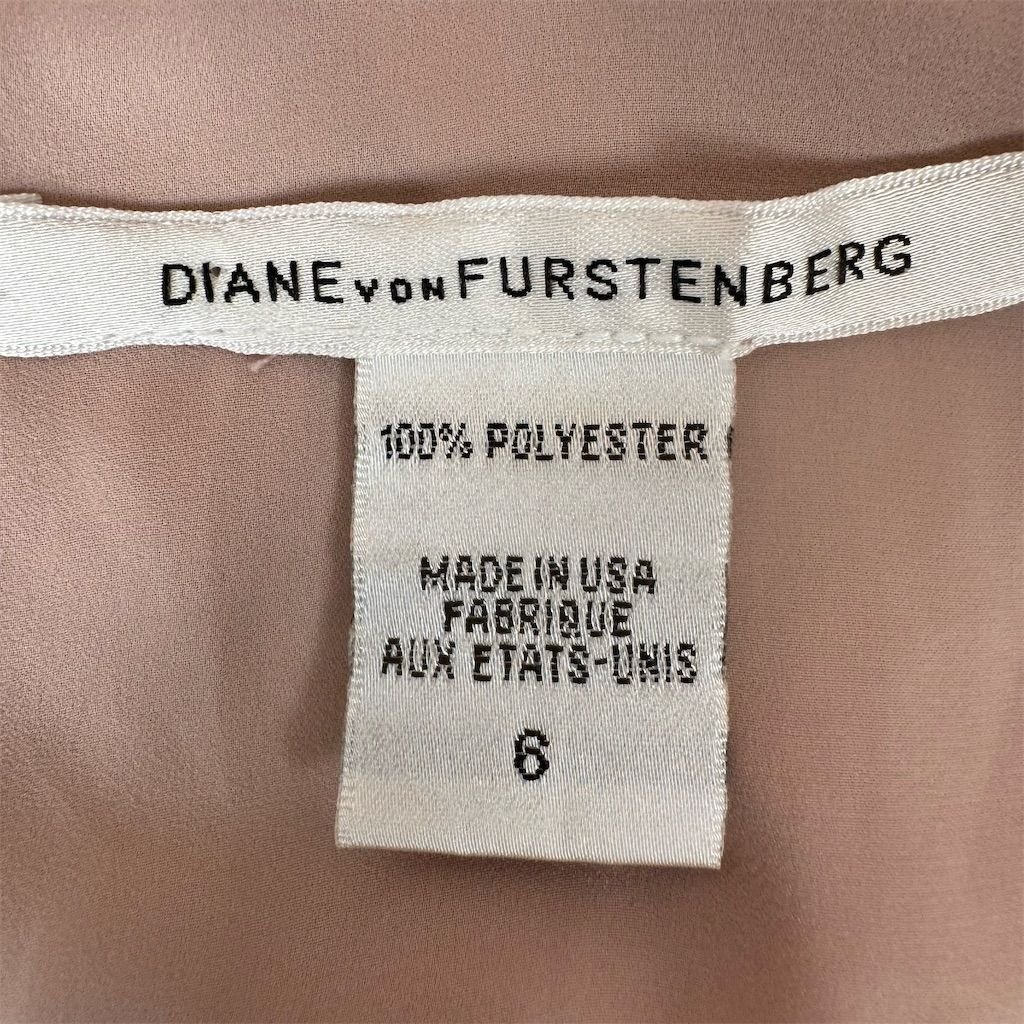 DIANE VON FURSTENBERG
100% POLYESTER
MADE IN USA
FABRIQUE
AUX ETATS-UNIS
6